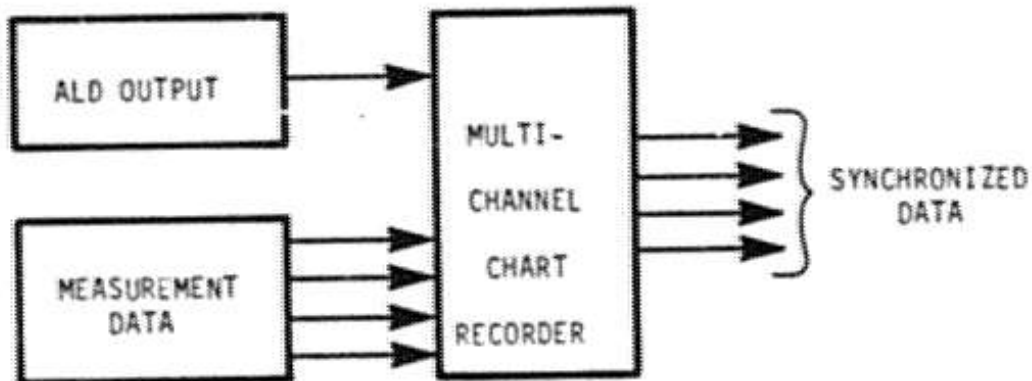 ALD OUTPUT
MEASUREMENT
DATA
MULTI-
CHANNEL
CHART
RECORDER
SYNCHRONIZED
DATA